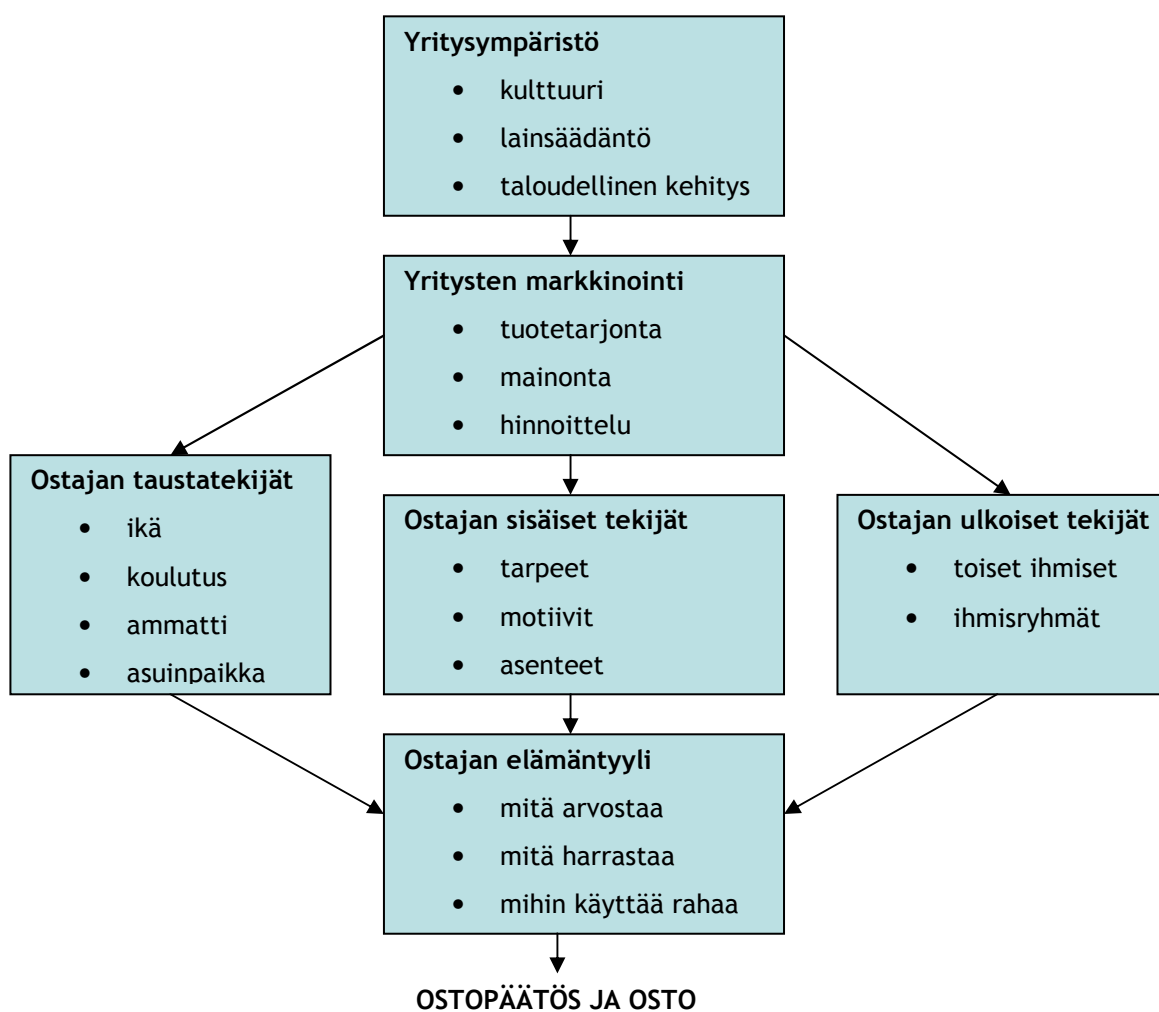 Yritysympäristö
• kulttuuri
• lainsäädäntö
• taloudellinen kehitys
Yritysten markkinointi
• tuotetarjonta
• mainonta
• hinnoittelu
Ostajan taustatekijät
• ikä
• koulutus
• ammatti
• asuinpaikka
Ostajan sisäiset tekijät
• tarpeet
• motiivit
• asenteet
Ostajan ulkoiset tekijät
• toiset ihmiset
• ihmisryhmät
Ostajan elämäntyyli
• mitä arvostaa
• mitä harrastaa
• mihin käyttää rahaa
OSTOPÄÄTÖS JA OSTO